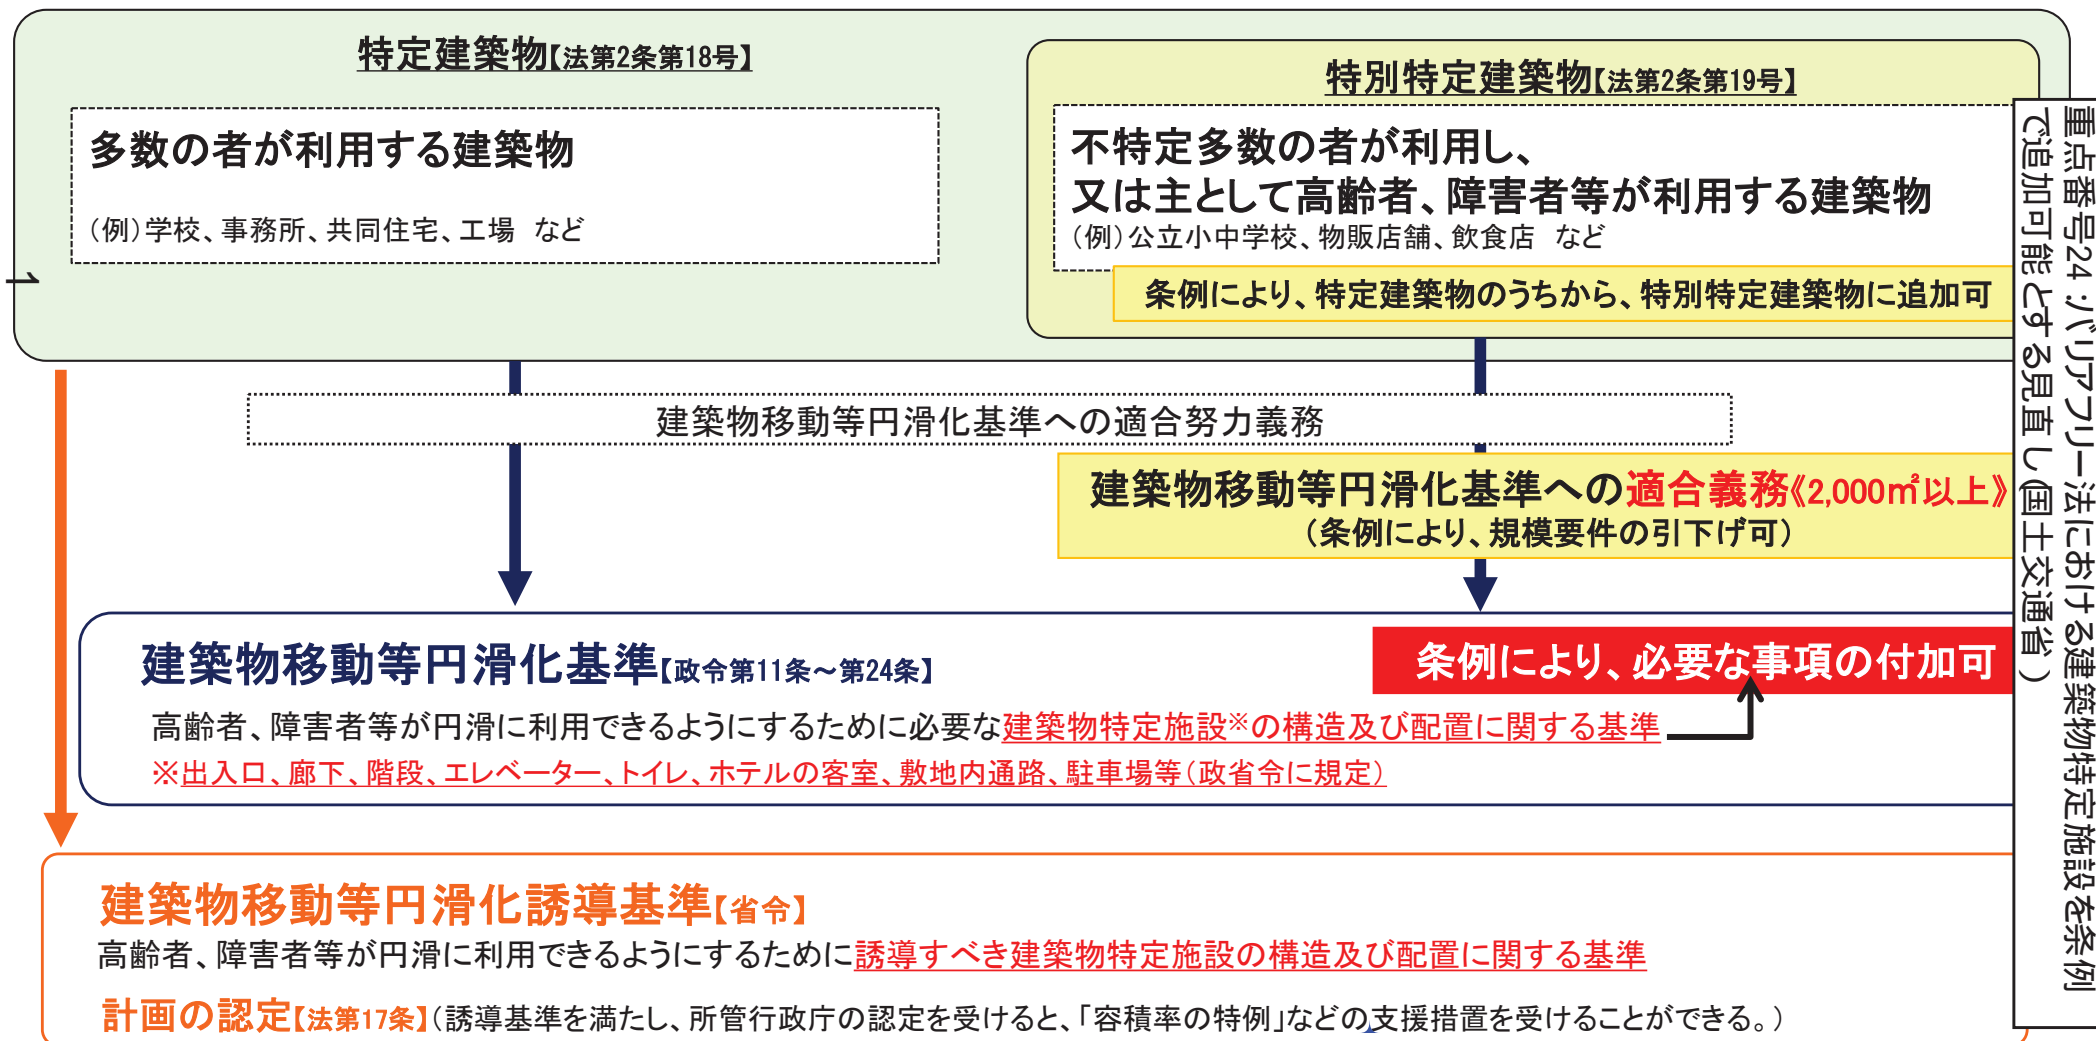 特定建築物【法第2条第18号】
多数の者が利用する建築物
(例)学校、事務所、共同住宅、工場 など
特別特定建築物【法第2条第19号】
不特定多数の者が利用し、
又は主として高齢者、障害者等が利用する建築物
(例)公立小中学校、物販店舗、飲食店 など
条例により、特定建築物のうちから、特別特定建築物に追加可
建築物移動等円滑化基準への適合努力義務
建築物移動等円滑化基準への適合義務《2,000㎡以上》
(条例により、規模要件の引下げ可)
建築物移動等円滑化基準【政令第11条~第24条】
条例により、必要な事項の付加可
高齢者、障害者等が円滑に利用できるようにするために必要な建築物特定施設※の構造及び配置に関する基準
※出入口、廊下、階段、エレベーター、トイレ、ホテルの客室、敷地内通路、駐車場等(政省令に規定)
建築物移動等円滑化誘導基準【省令】
高齢者、障害者等が円滑に利用できるようにするために誘導すべき建築物特定施設の構造及び配置に関する基準
計画の認定【法第17条】(誘導基準を満たし、所管行政庁の認定を受けると、「容積率の特例」などの支援措置を受けることができる。)
重点番号24:バリアフリー法における建築物特定施設を条例
で追加可能とする見直し(国土交通省)
1